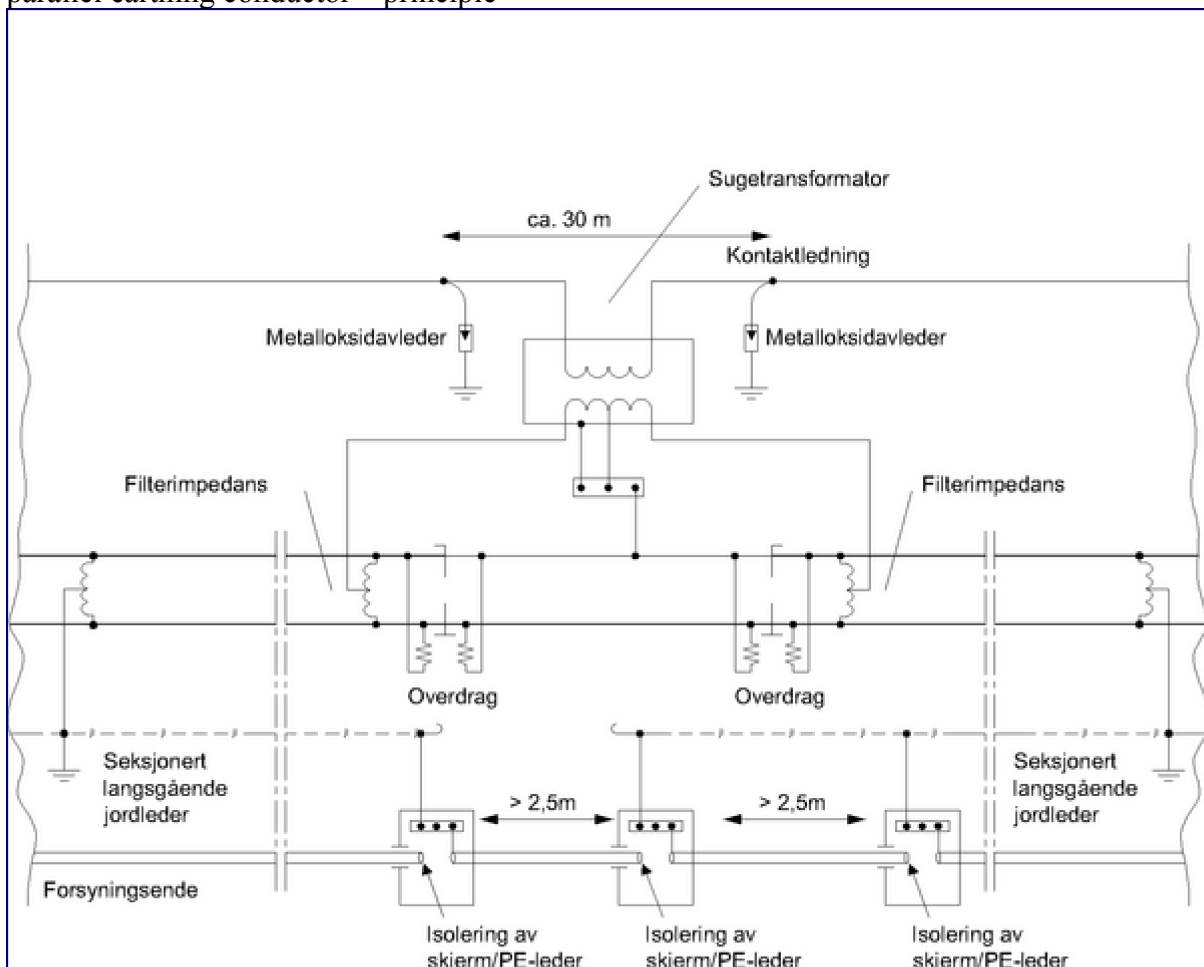 parallel earthing conductor – principle
Sugetransformator
ca. 30 m
Kontaktledning
Metalloksidavleder
Metalloksidavleder
Filterimpedans
Filterimpedans
Overdrag
Overdrag
Seksjonert
langsgående
jordleder
Seksjonert
langsgående
jordleder
> 2,5m
> 2,5m
Forsyningsende
Isolering av
skjerm/PE-leder
Isolering av
skjerm/PE-leder
Isolering av
skjerm/PE-leder